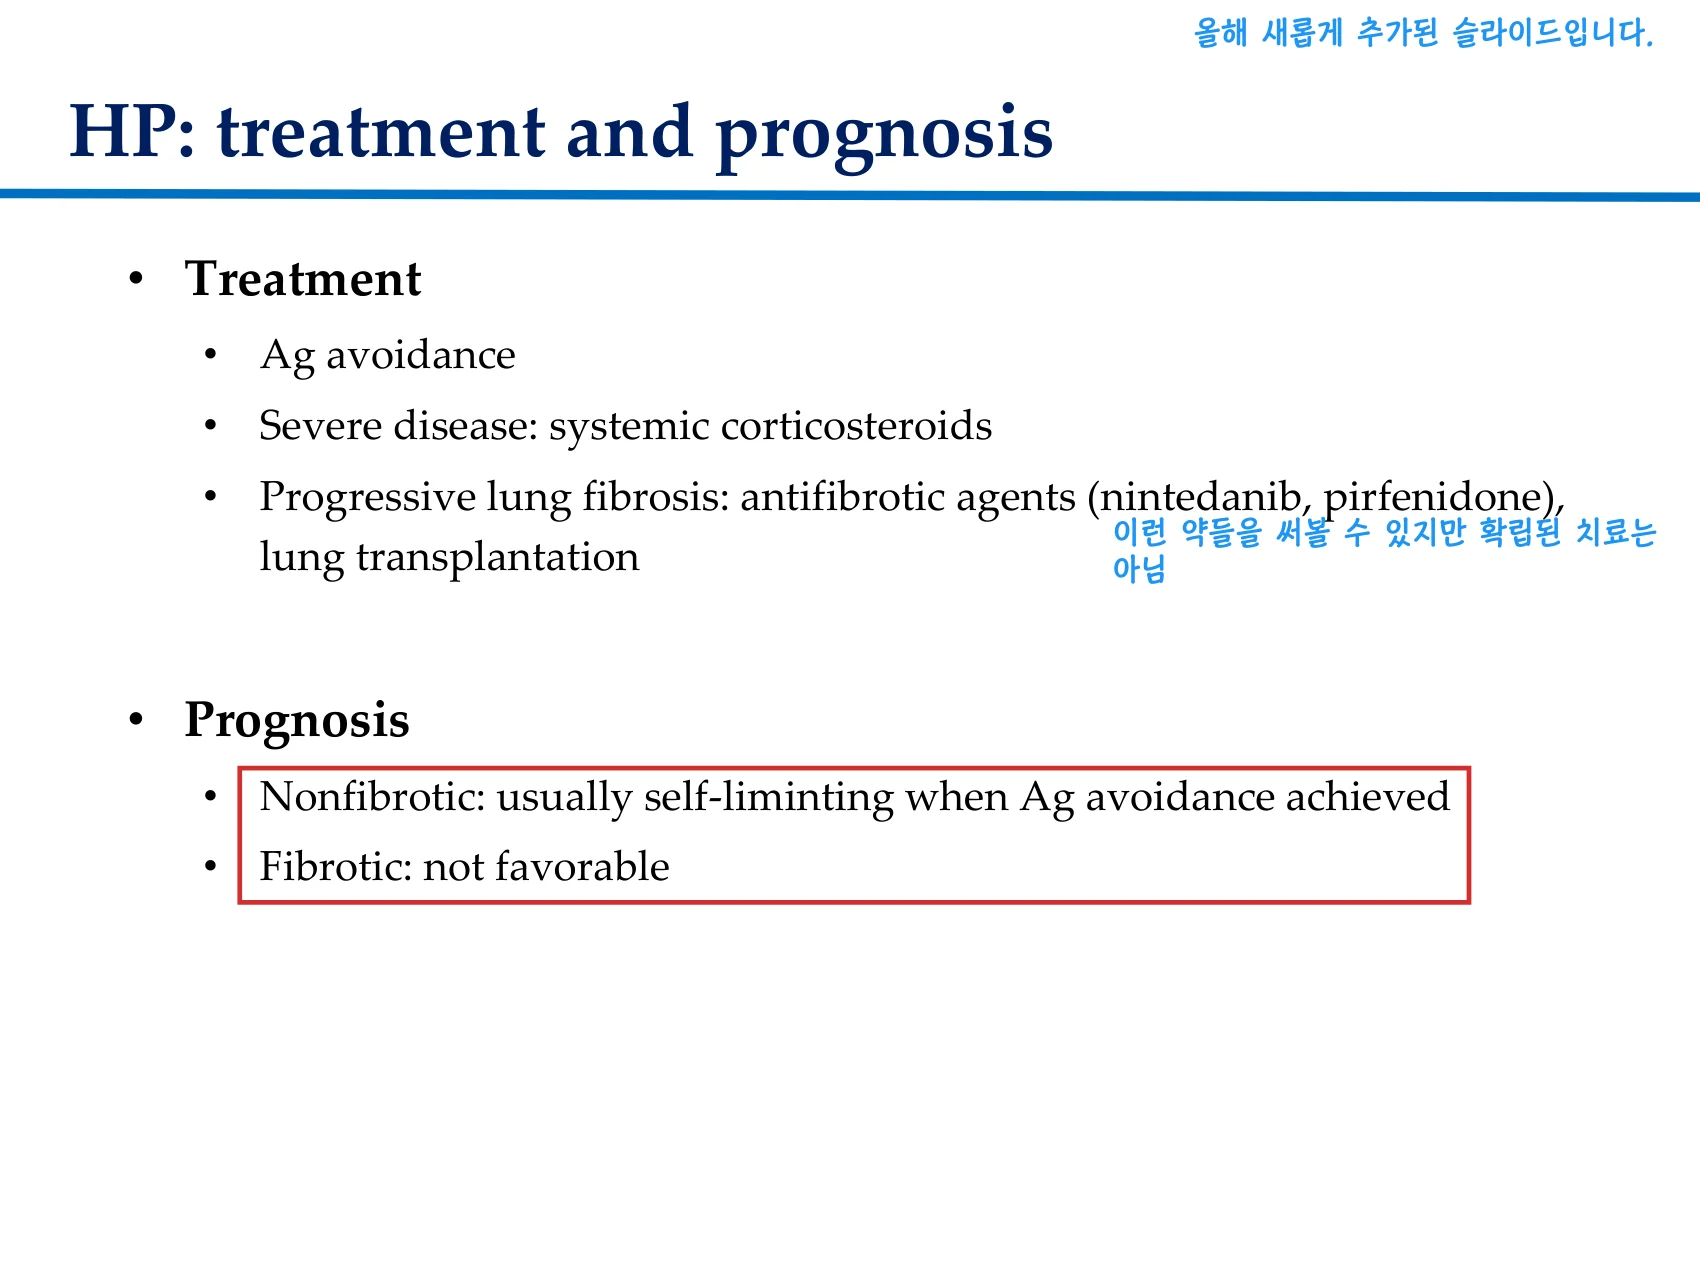 올해 새롭게 추가된 슬라이드입니다.
HP: treatment and prognosis
• Treatment
• Ag avoidance
• Severe disease: systemic corticosteroids
• Progressive lung fibrosis: antifibrotic agents (nintedanib, pirfenidone),
lung transplantation
이런 약들을 써볼 수 있지만 확립된 치료는
아님
• Prognosis
• Nonfibrotic: usually self-liminting when Ag avoidance achieved
• Fibrotic: not favorable